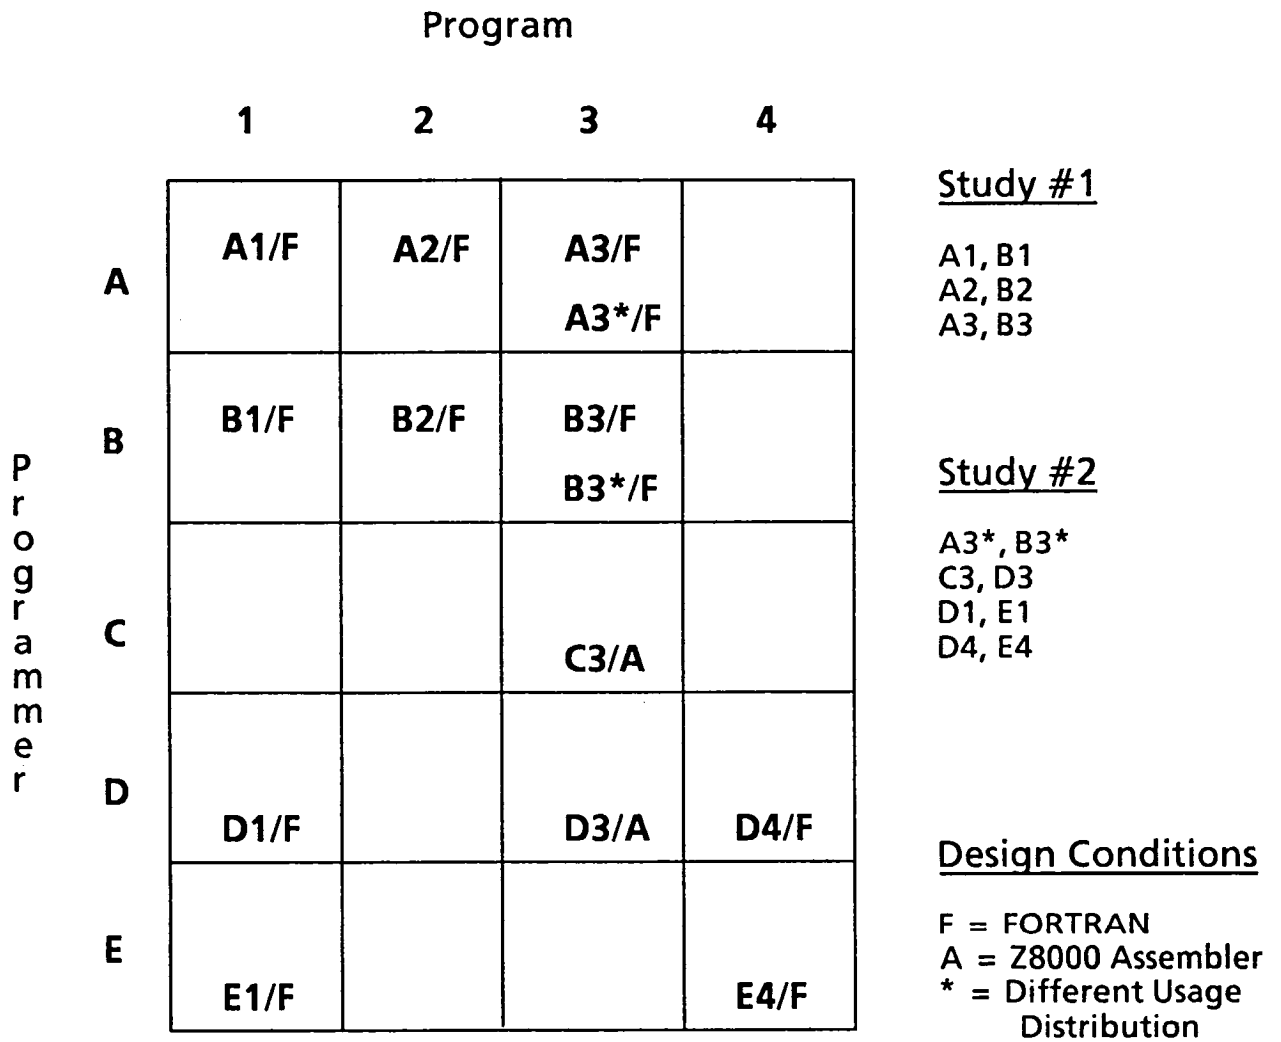 Program
1 2 3 4
A
A1/F A2/F A3/F
A3*/F
B
B1/F B2/F B3/F
B3*/F
C
C3/A
D
D1/F D3/A D4/F
E
E1/F E4/F
Programmer
Study #1
A1, B1
A2, B2
A3, B3
Study #2
A3*, B3*
C3, D3
D1, E1
D4, E4
Design Conditions
F = FORTRAN
A = Z8000 Assembler
* = Different Usage
Distribution